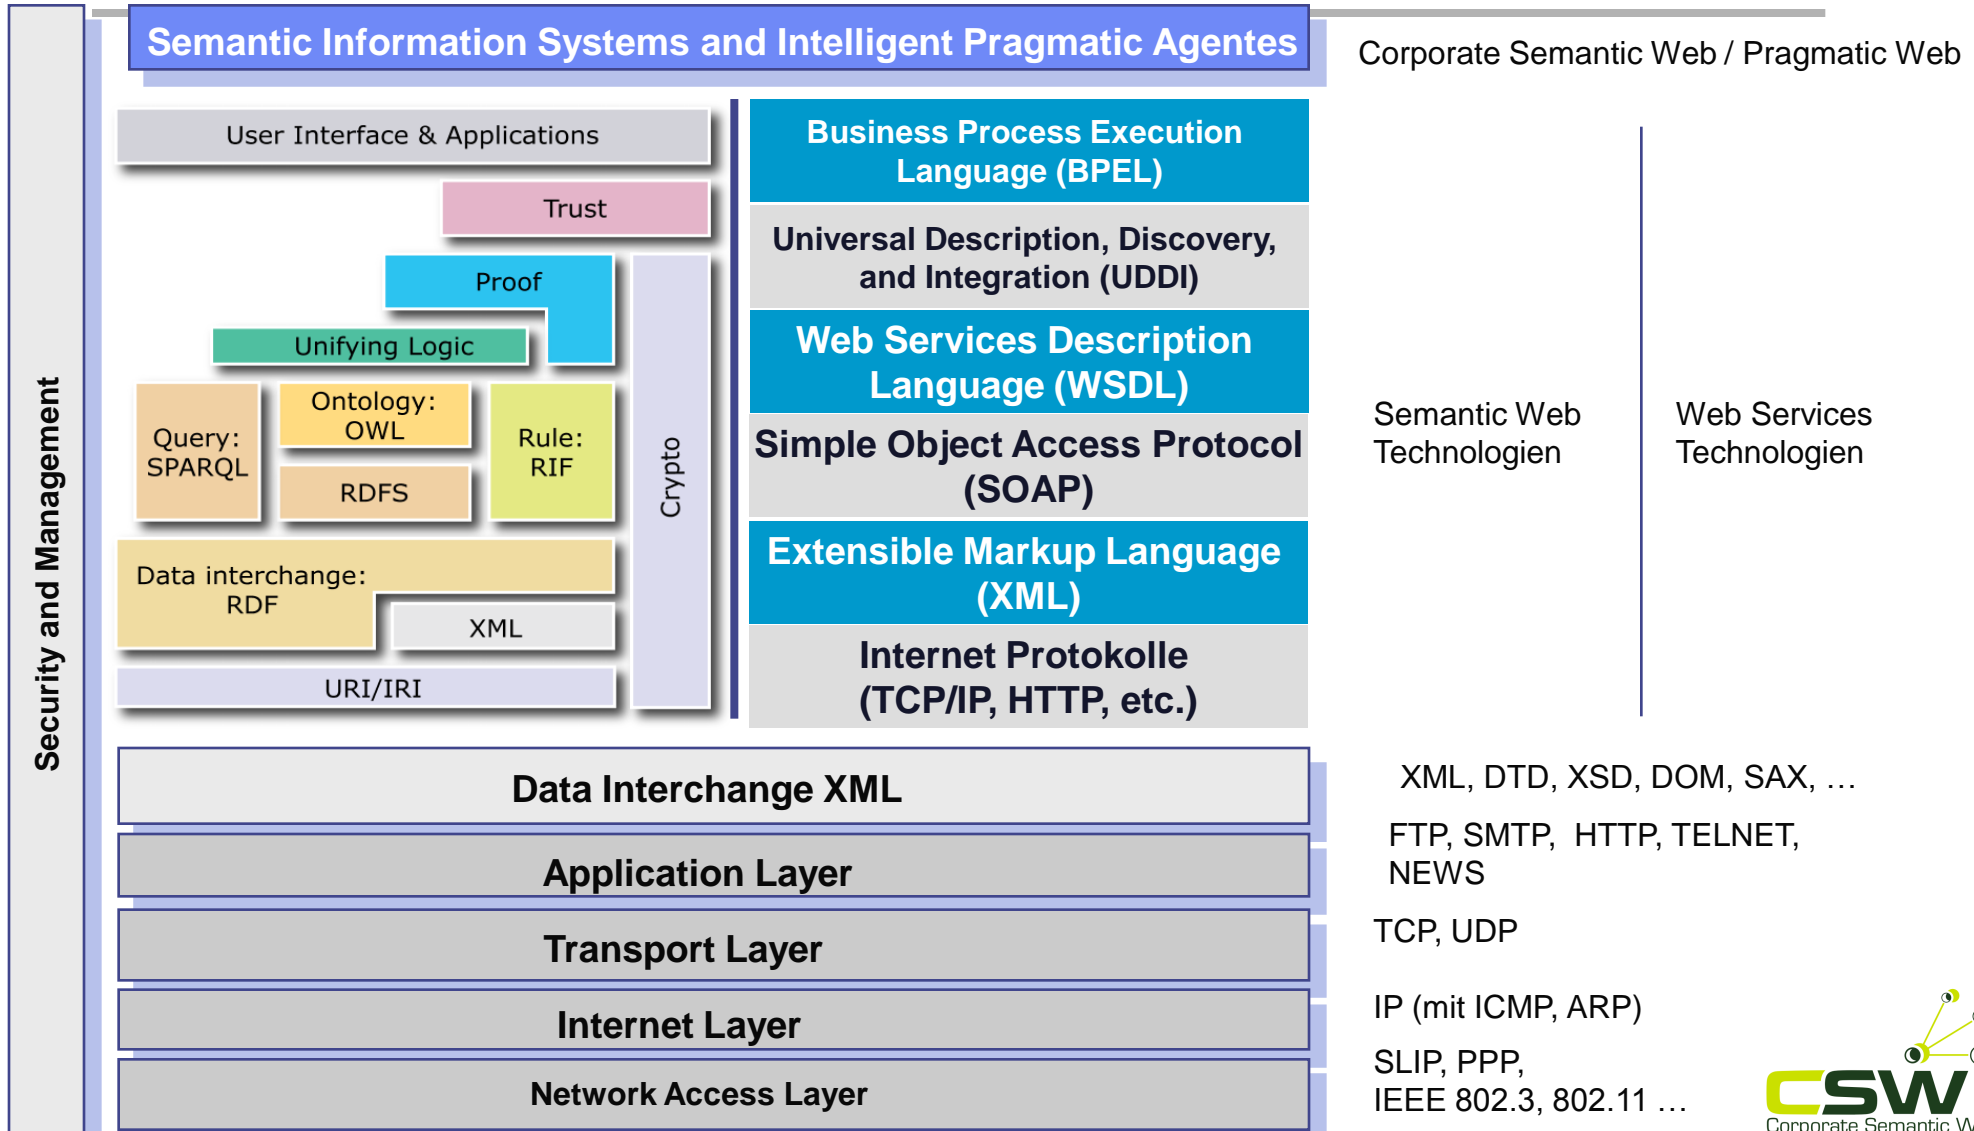 Semantic Information Systems and Intelligent Pragmatic Agentes
Corporate Semantic Web / Pragmatic Web
Security and Management
User Interface & Applications
Trust
Proof
Unifying Logic
Query:
SPARQL
Ontology:
OWL
RDFS
Rule:
RIF
Crypto
Data interchange:
RDF
XML
URI/IRI
Business Process Execution
Language (BPEL)
Universal Description, Discovery,
and Integration (UDDI)
Web Services Description
Language (WSDL)
Simple Object Access Protocol
(SOAP)
Extensible Markup Language
(XML)
Internet Protokolle
(TCP/IP, HTTP, etc.)
Semantic Web
Technologien
Web Services
Technologien
Data Interchange XML
XML, DTD, XSD, DOM, SAX, …
Application Layer
FTP, SMTP, HTTP, TELNET,
NEWS
Transport Layer
TCP, UDP
Internet Layer
IP (mit ICMP, ARP)
Network Access Layer
SLIP, PPP,
IEEE 802.3, 802.11 …
CSW
Corporate Semantic